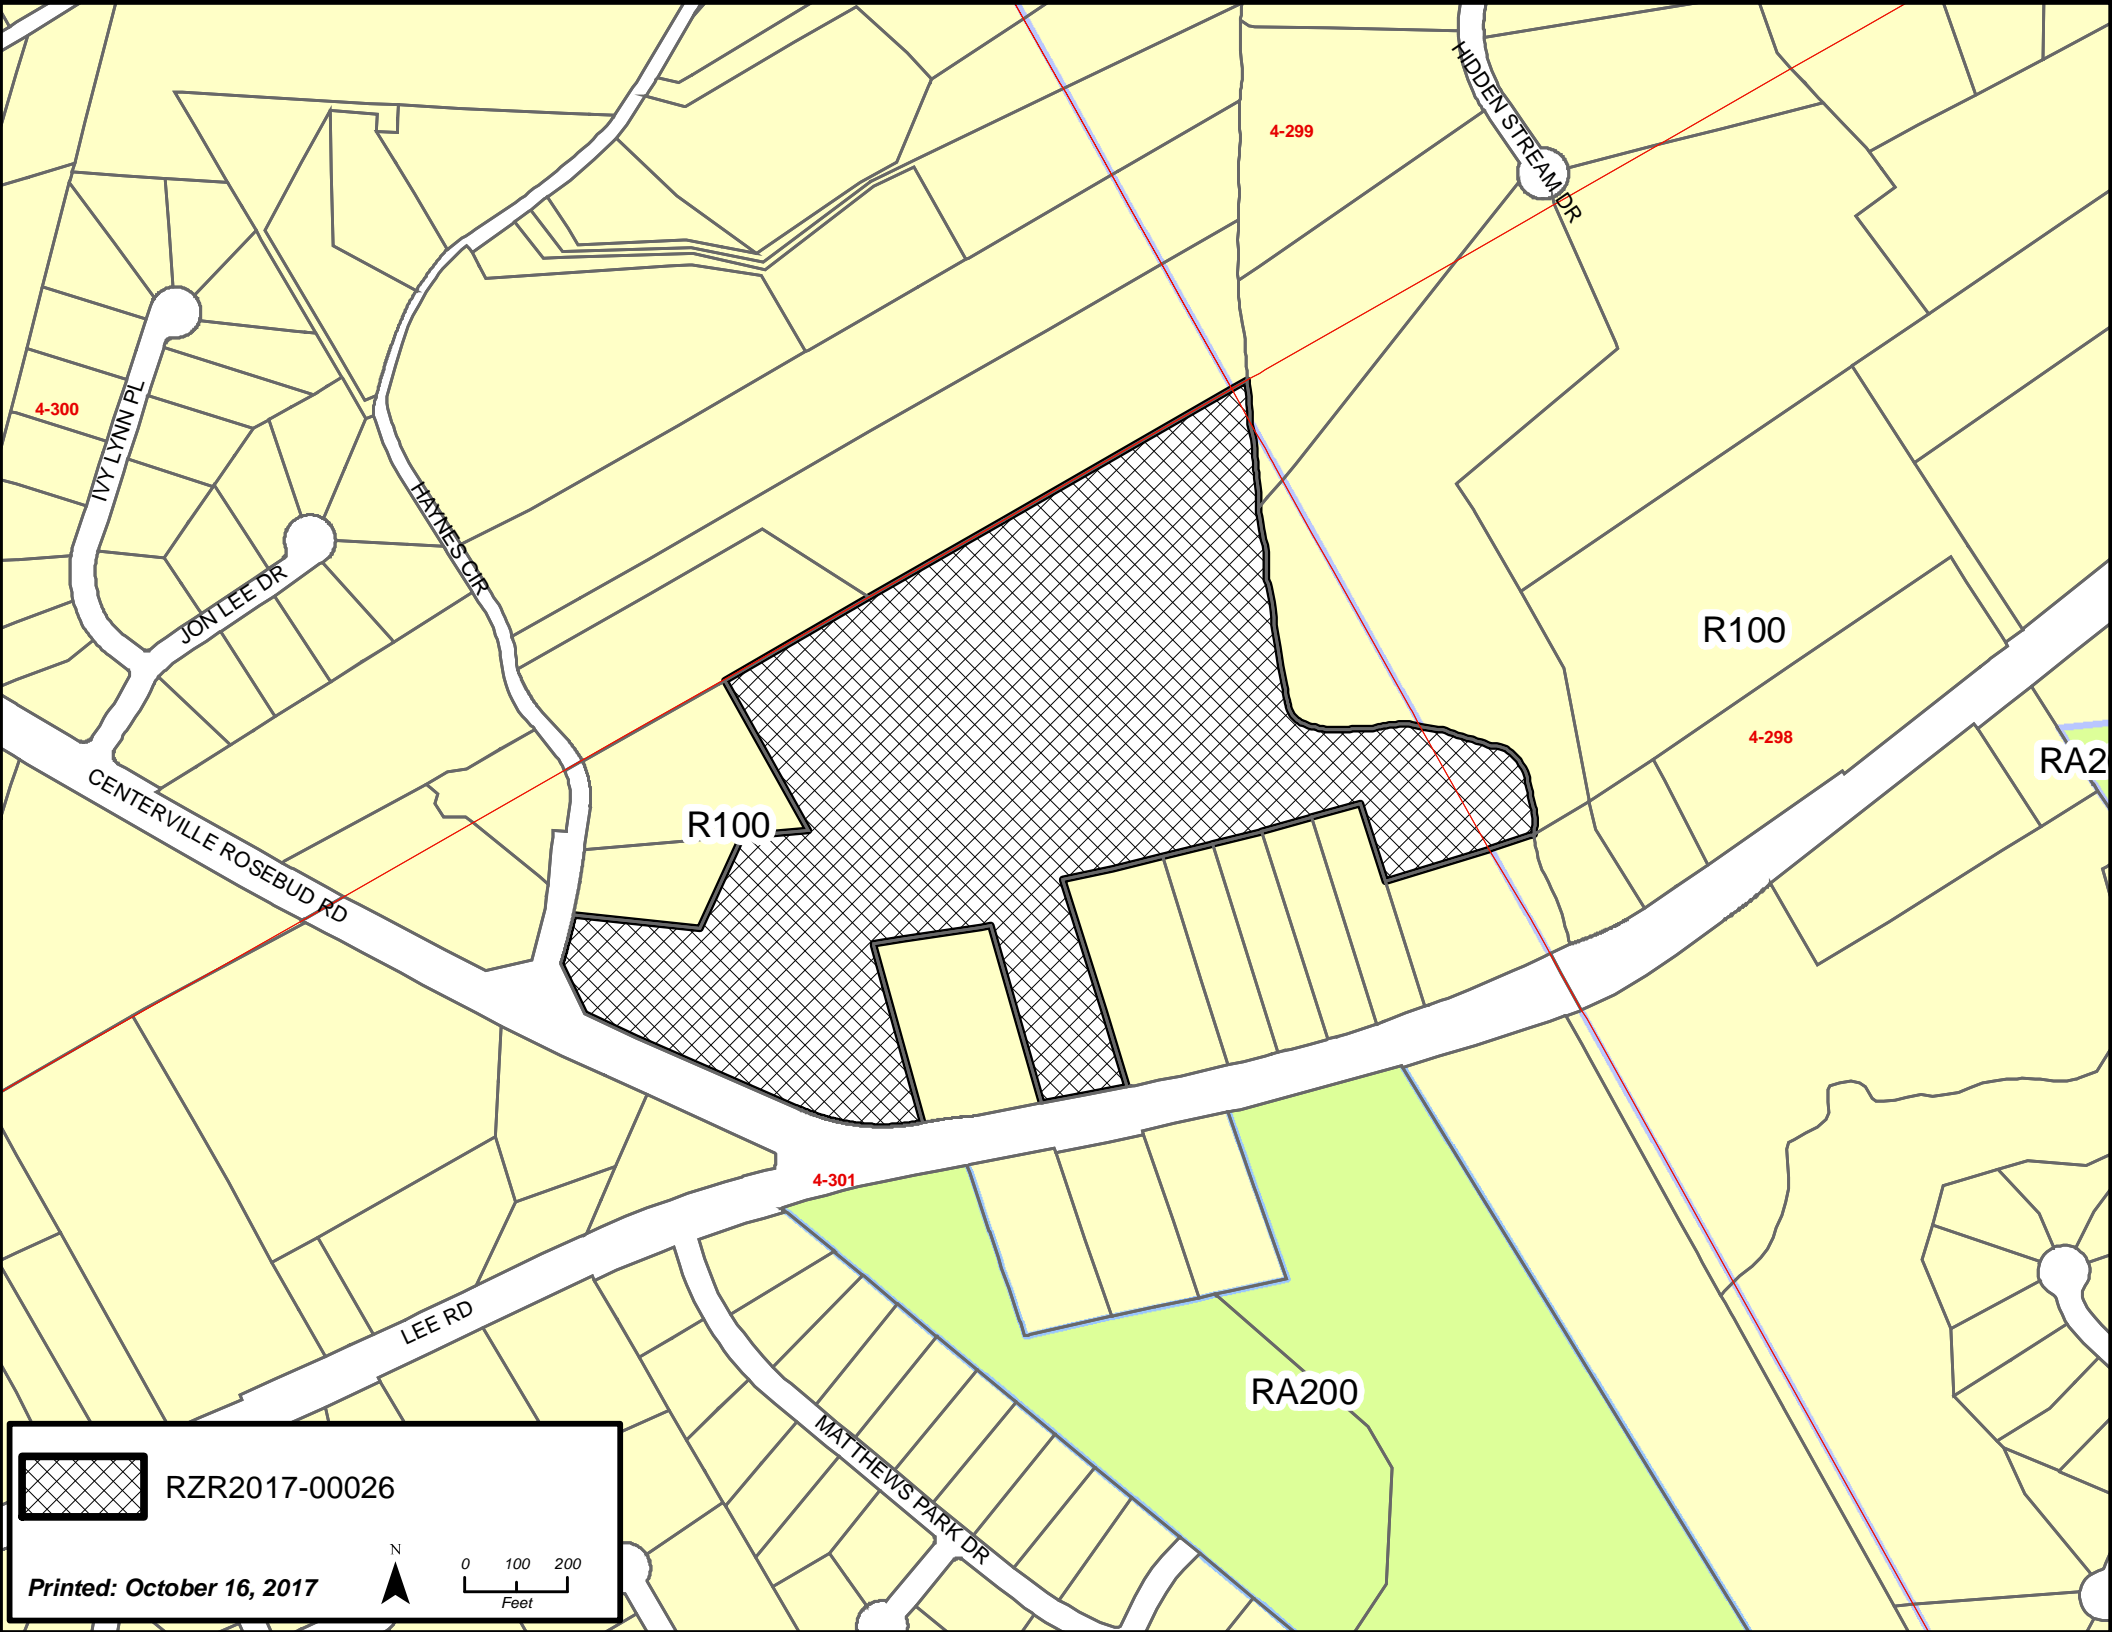 4-299
HIDDEN STREAM DR
4-300
IVY LYNN PL
HAYNES CIR
JON LEE DR
R100
4-298
RA2
CENTERVILLE ROSEBUD RD
R100
4-301
LEE RD
RA200
MATTHEWS PARK DR
RZR2017-00026
N
0 100 200
Feet
Printed: October 16, 2017